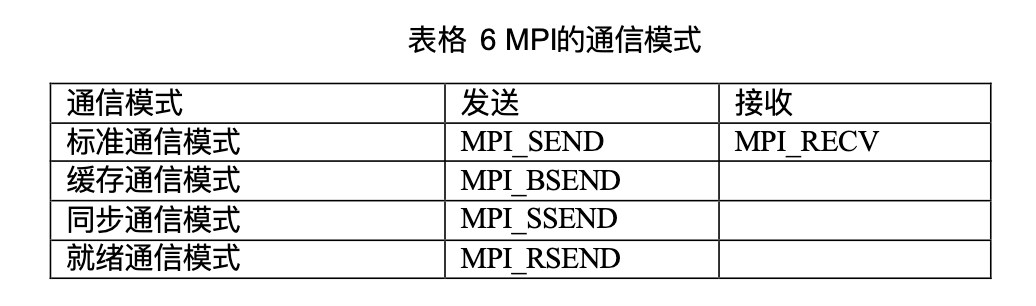 表格 6 MPI的通信模式
通信模式 发送 接收
标准通信模式 MPI_SEND MPI_RECV
缓存通信模式 MPI_BSEND
同步通信模式 MPI_SSEND
就绪通信模式 MPI_RSEND